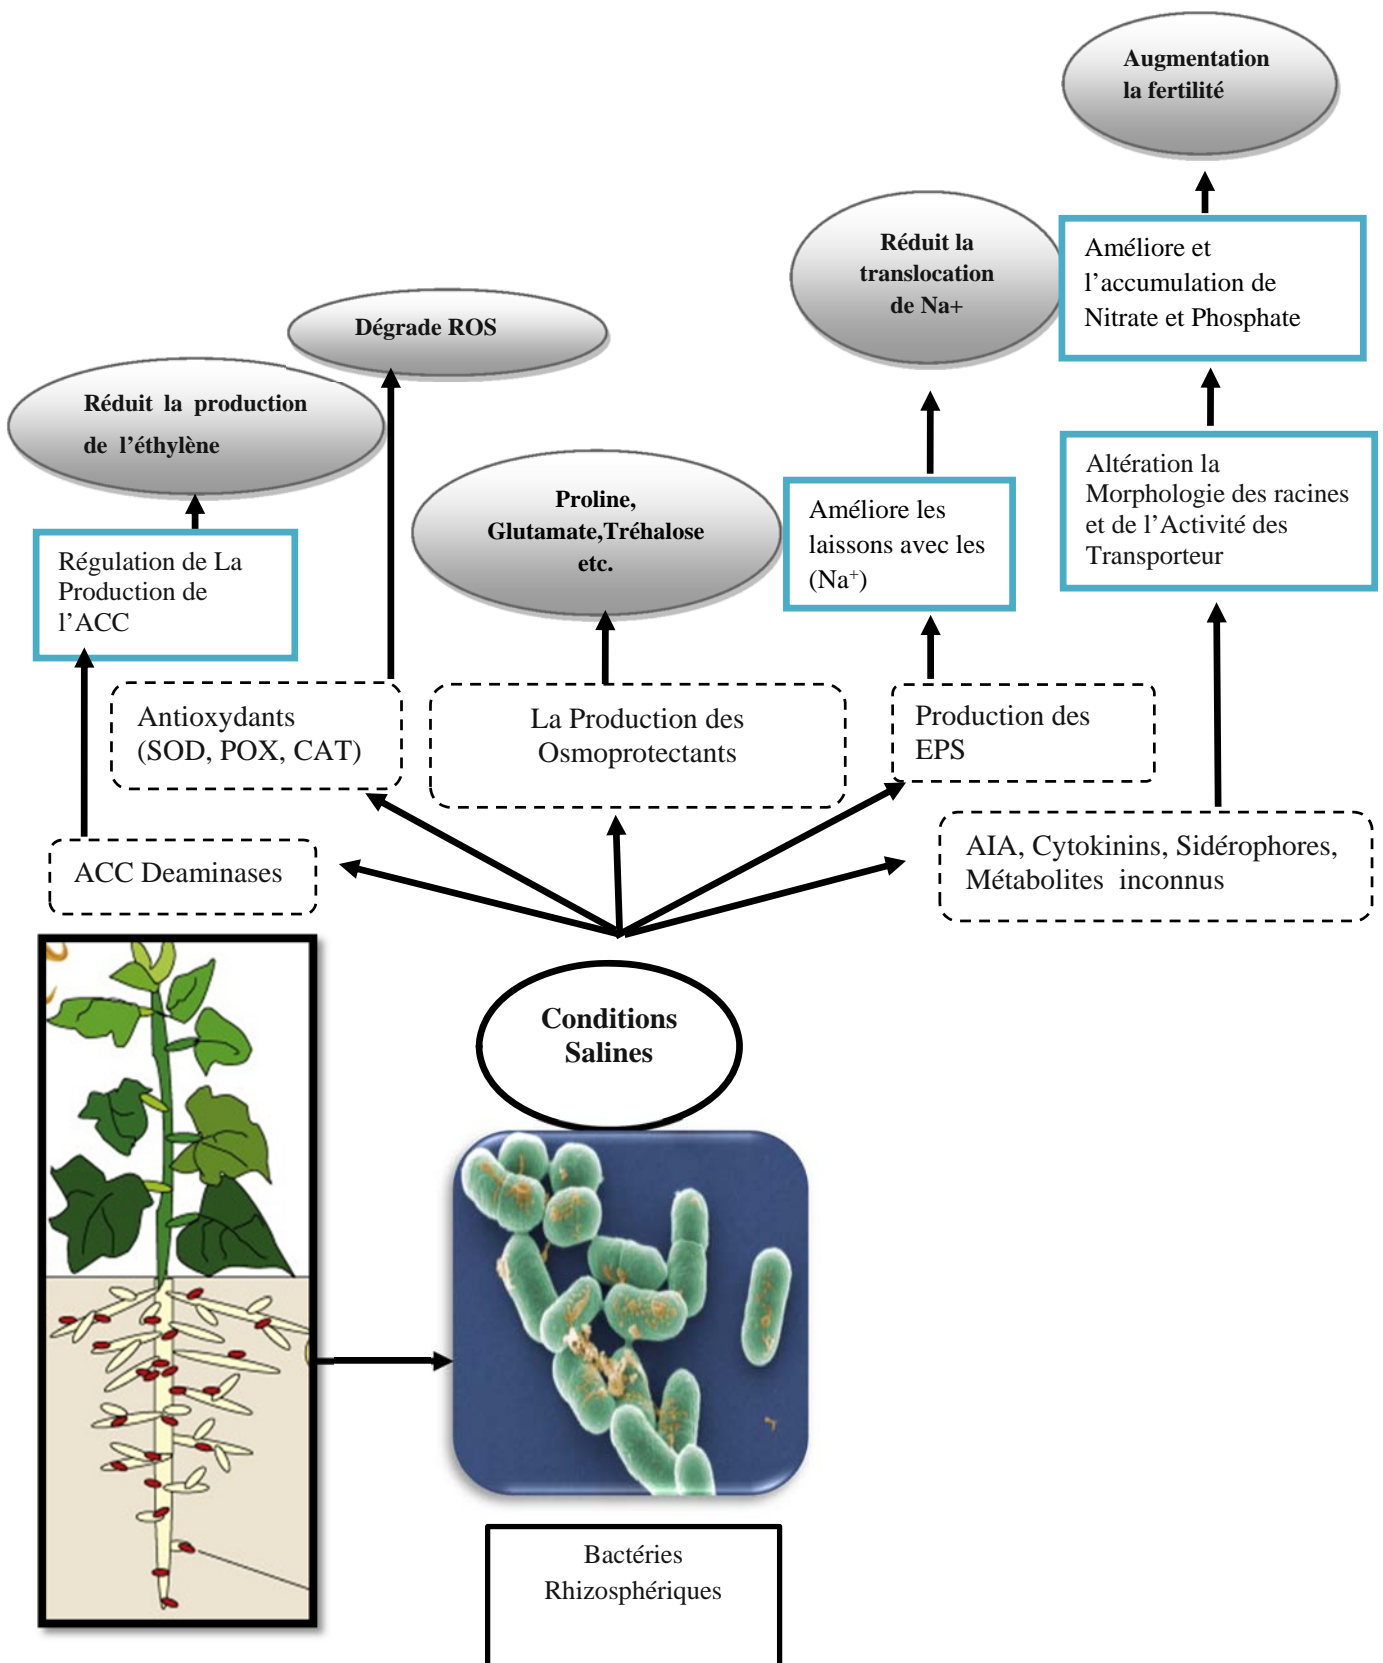 Augmentation
la fertilité
Réduit la
translocation
de Na+
Améliore et
l’accumulation de
Nitrate et Phosphate
Dégrade ROS
Réduit la production
de l’éthylène
Proline,
Glutamate,Tréhalose
etc.
Améliore les
laissons avec les
(Na⁺)
Altération la
Morphologie des racines
et de l’Activité des
Transporteur
Régulation de La
Production de
l’ACC
Antioxydants
(SOD, POX, CAT)
La Production des
Osmoprotectants
Production des
EPS
ACC Deaminases
AIA, Cytokinins, Sidérophores,
Métabolites inconnus
Conditions
Salines
Bactéries
Rhizosphériques